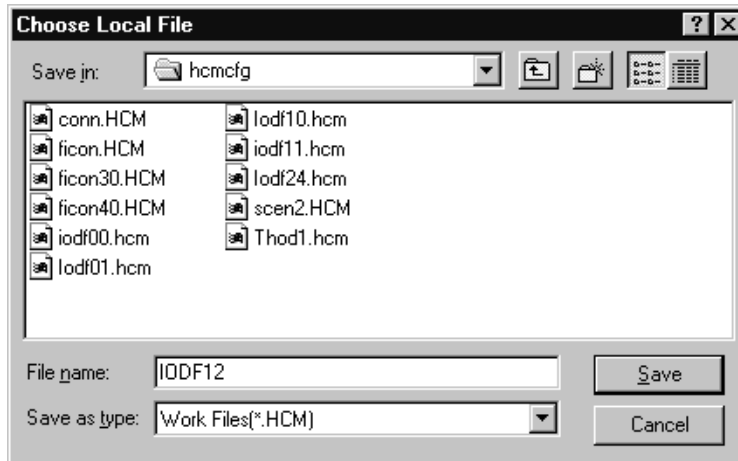 Choose Local File
Save in: hcmcfg
conn.HCM
ficon.HCM
ficon30.HCM
ficon40.HCM
iodf00.hcm
Iodf01.hcm
Iodf10.hcm
iodf11.hcm
Iodf24.hcm
scen2.HCM
Thod1.hcm
File name: IODF12
Save
Save as type: Work Files(*.HCM)
Cancel